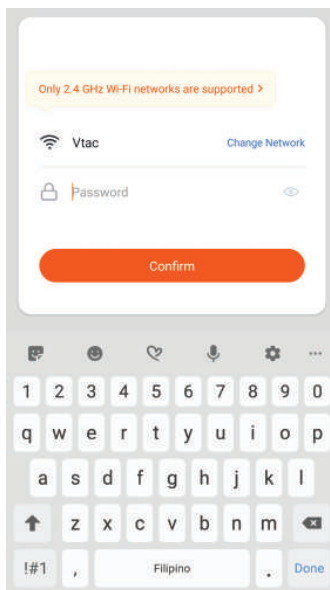 Only 2.4 GHz Wi-Fi networks are supported >
Vtac Change Network
Password
Confirm
1 2 3 4 5 6 7 8 9 0
q w e r t y u i o p
a s d f g h j k l
z x c v b n m
!#1 , Filipino . Done